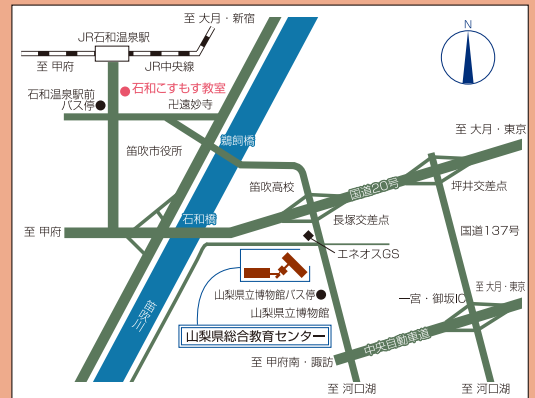 至 大月・新宿
JR石和温泉駅
N
至 甲府
JR中央線
石和こすもす教室
石和温泉駅前
バス停
卍遠妙寺
至 大月・東京
鵜飼橋
笛吹市役所
笛吹高校
国道20号
坪井交差点
石和橋
長塚交差点
至 甲府
国道137号
エネオスGS
至 大月・東京
山梨県立博物館バス停
一宮・御坂IC
笛吹川
山梨県立博物館
山梨県総合教育センター
中央自動車道
至 甲府南・諏訪
至 河口湖
至 河口湖